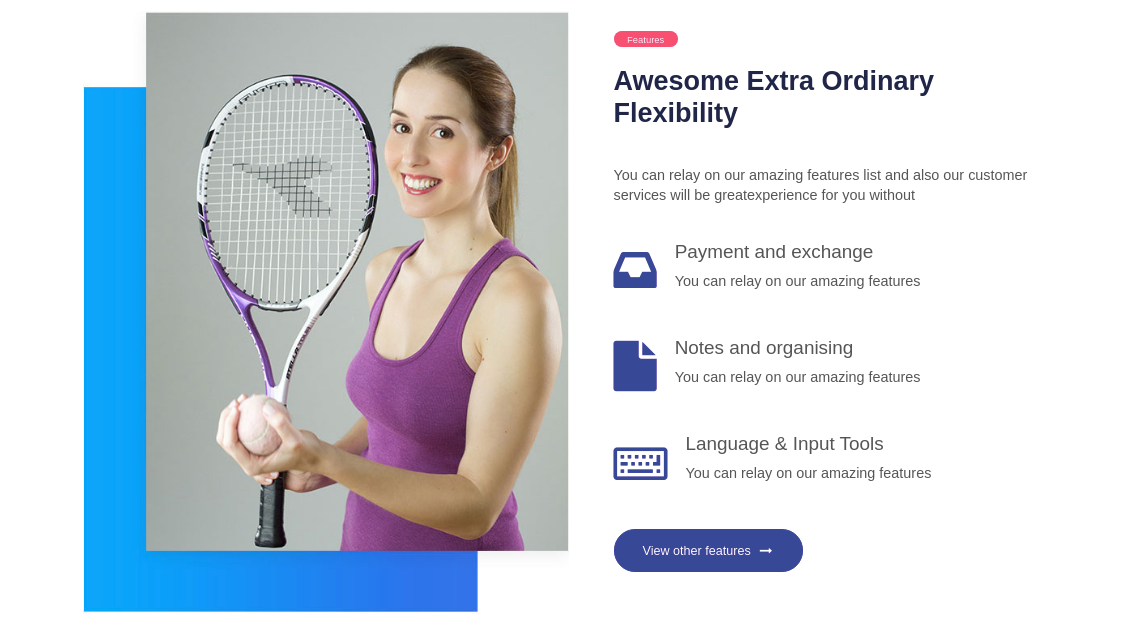 Features
Awesome Extra Ordinary
Flexibility
You can relay on our amazing features list and also our customer
services will be greatexperience for you without
Payment and exchange
You can relay on our amazing features
Notes and organising
You can relay on our amazing features
Language & Input Tools
You can relay on our amazing features
View other features